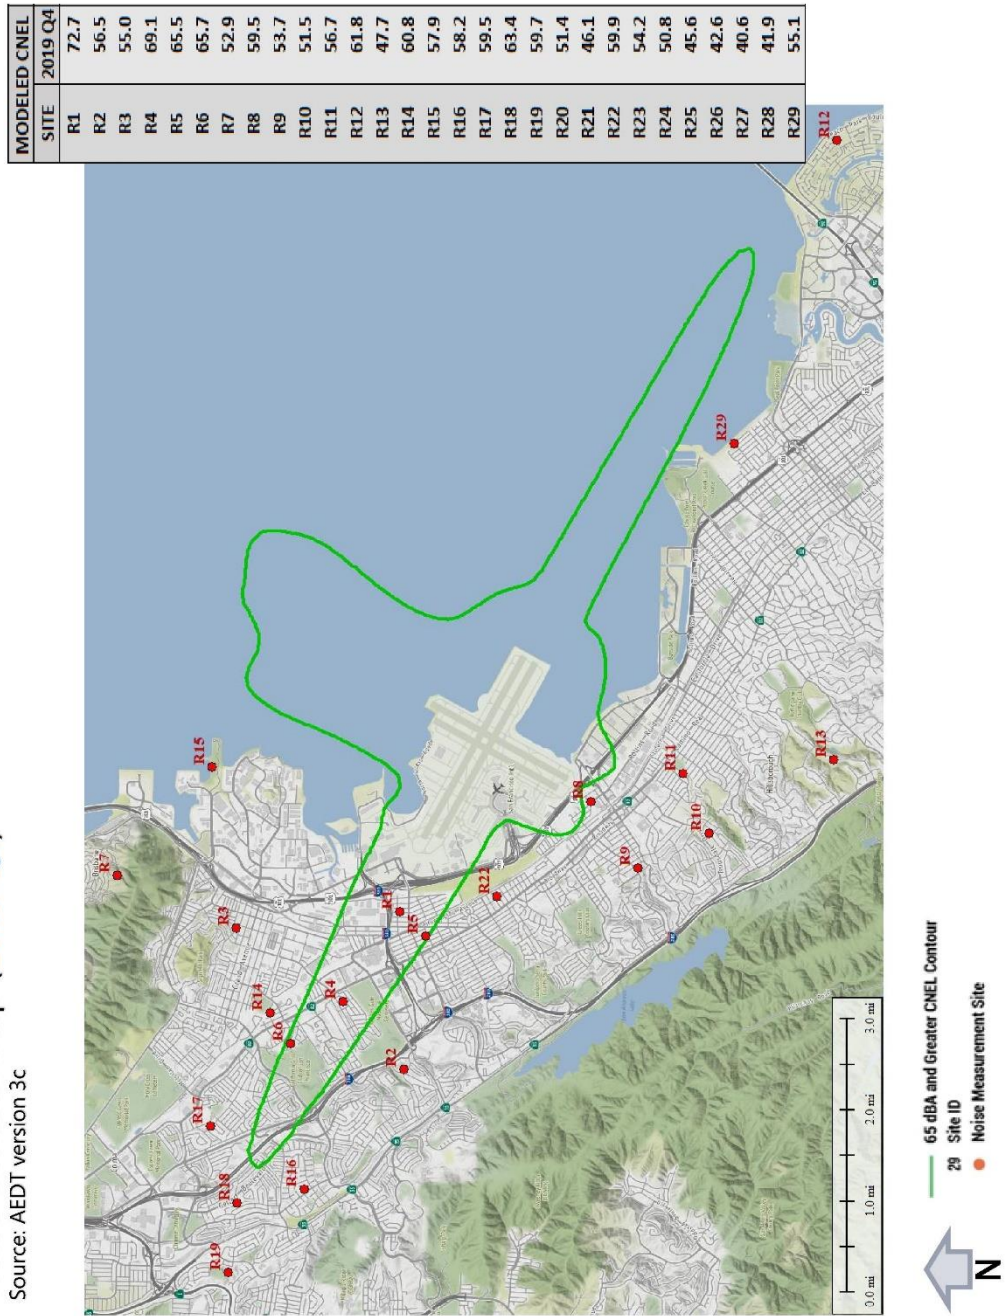 Source: AEDT version 3c
MODELED CNEL
SITE 2019 Q4
R1 72.7
R2 56.5
R3 55.0
R4 69.1
R5 65.5
R6 65.7
R7 52.9
R8 59.5
R9 53.7
R10 51.5
R11 56.7
R12 61.8
R13 47.7
R14 60.8
R15 57.9
R16 58.2
R17 59.5
R18 63.4
R19 59.7
R20 51.4
R21 46.1
R22 59.9
R23 54.2
R24 50.8
R25 45.6
R26 42.6
R27 40.6
R28 41.9
R29 55.1
R7
R15
R3
R14
R6
R17
R18
R19
R16
R4
R1
R5
R2
R22
R8
R9
R11
R10
R13
R29
R12
Hillsborough
0.0 mi 1.0 mi 2.0 mi 3.0 mi
65 dBA and Greater CNEL Contour
29 Site ID
Noise Measurement Site
N